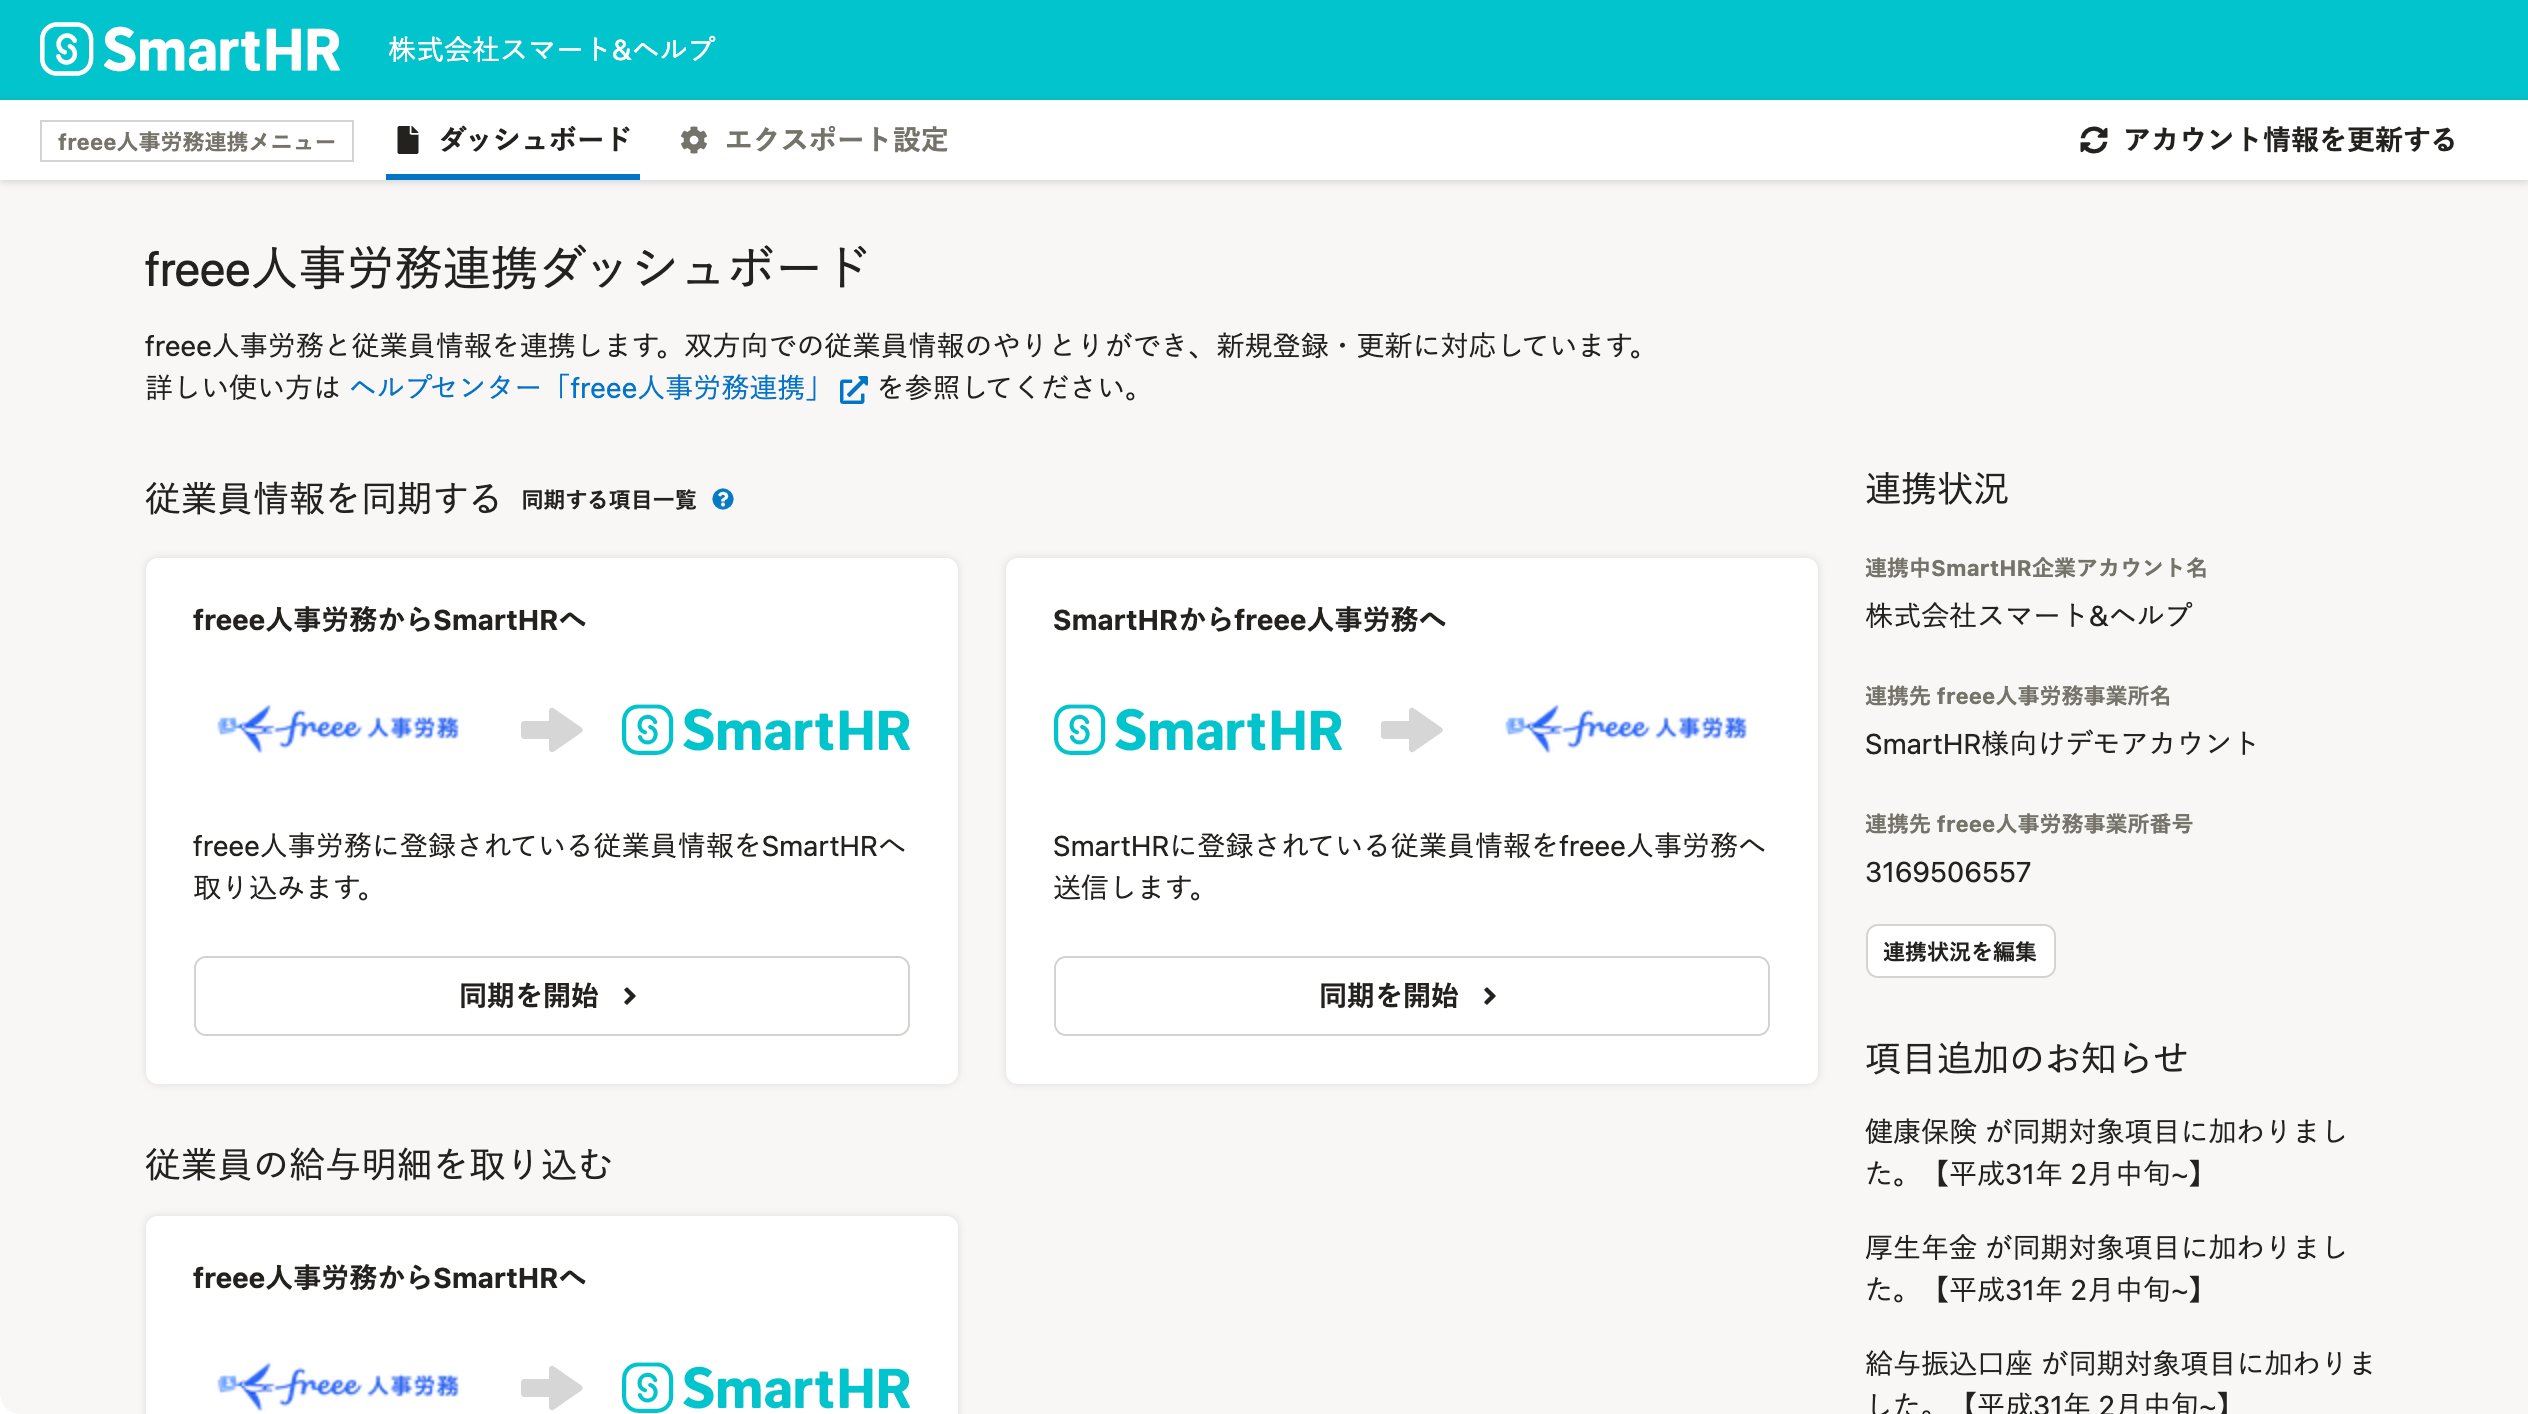 SmartHR 株式会社スマート&ヘルプ
freee人事労務連携メニュー ダッシュボード エクスポート設定 アカウント情報を更新する
freee人事労務連携ダッシュボード
freee人事労務と従業員情報を連携します。双方向での従業員情報のやりとりができ、新規登録・更新に対応しています。
詳しい使い方は ヘルプセンター「freee人事労務連携」 を参照してください。
従業員情報を同期する 同期する項目一覧 ?
freee人事労務からSmartHRへ
freee 人事労務 SmartHR
freee人事労務に登録されている従業員情報をSmartHRへ
取り込みます。
同期を開始
SmartHRからfreee人事労務へ
SmartHR freee 人事労務
SmartHRに登録されている従業員情報をfreee人事労務へ
送信します。
同期を開始
従業員の給与明細を取り込む
freee人事労務からSmartHRへ
freee 人事労務 SmartHR
連携状況
連携中SmartHR企業アカウント名
株式会社スマート&ヘルプ
連携先 freee人事労務事業所名
SmartHR様向けデモアカウント
連携先 freee人事労務事業所番号
3169506557
連携状況を編集
項目追加のお知らせ
健康保険 が同期対象項目に加わりまし
た。【平成31年 2月中旬~】
厚生年金 が同期対象項目に加わりまし
た。【平成31年 2月中旬~】
給与振込口座 が同期対象項目に加わりま
した。【平成31年 2月中旬~】